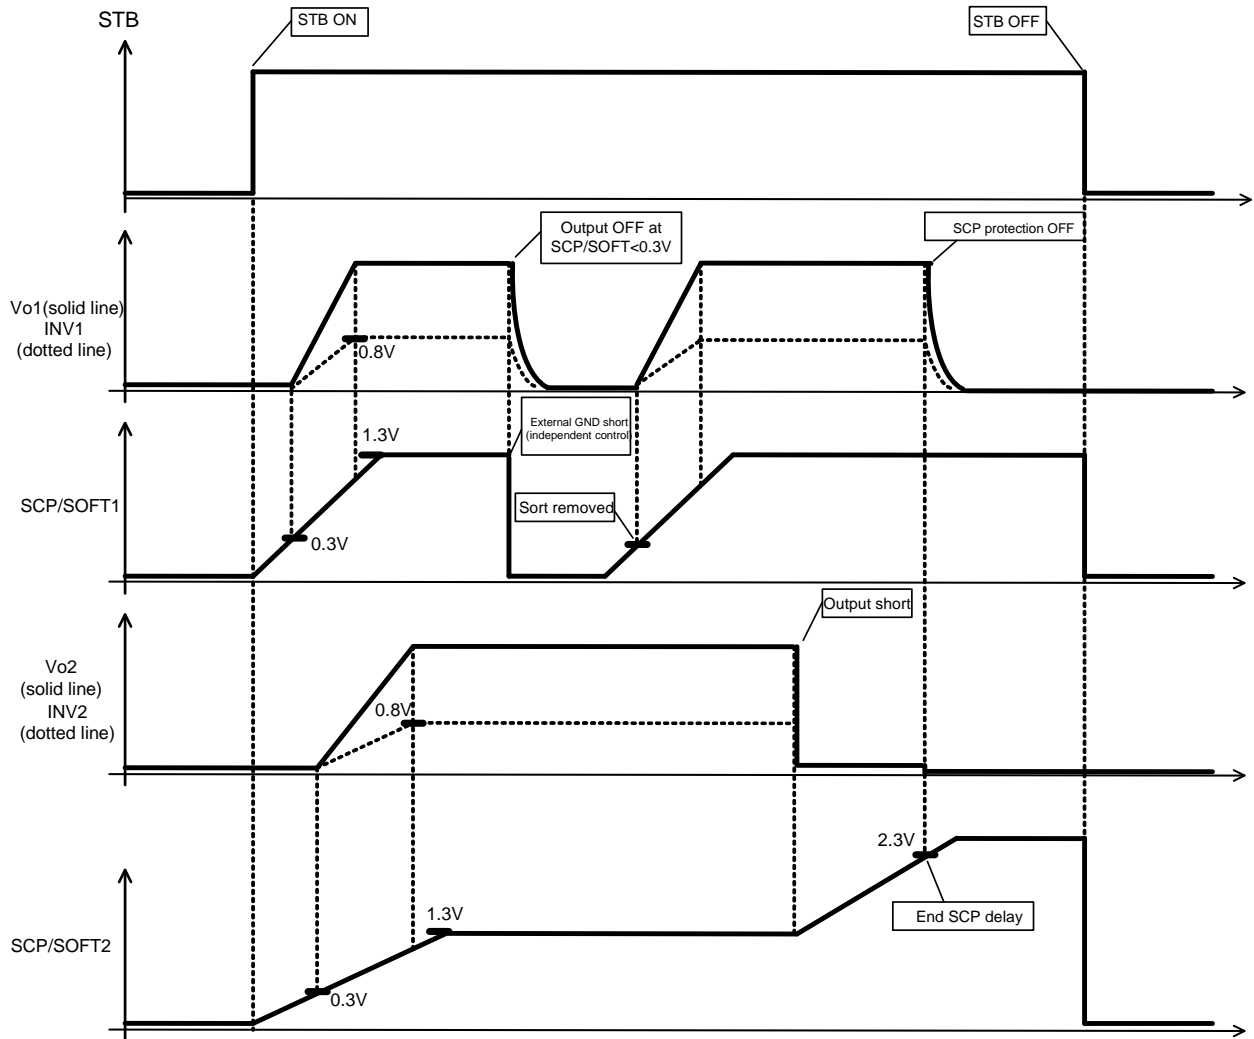 STB
STB ON
STB OFF
Output OFF at
SCP/SOFT<0.3V
SCP protection OFF
Vo1(solid line)
INV1
(dotted line)
0.8V
External GND short
(independent control)
1.3V
SCP/SOFT1
Sort removed
0.3V
Output short
Vo2
(solid line)
INV2
(dotted line)
0.8V
2.3V
End SCP delay
1.3V
SCP/SOFT2
0.3V